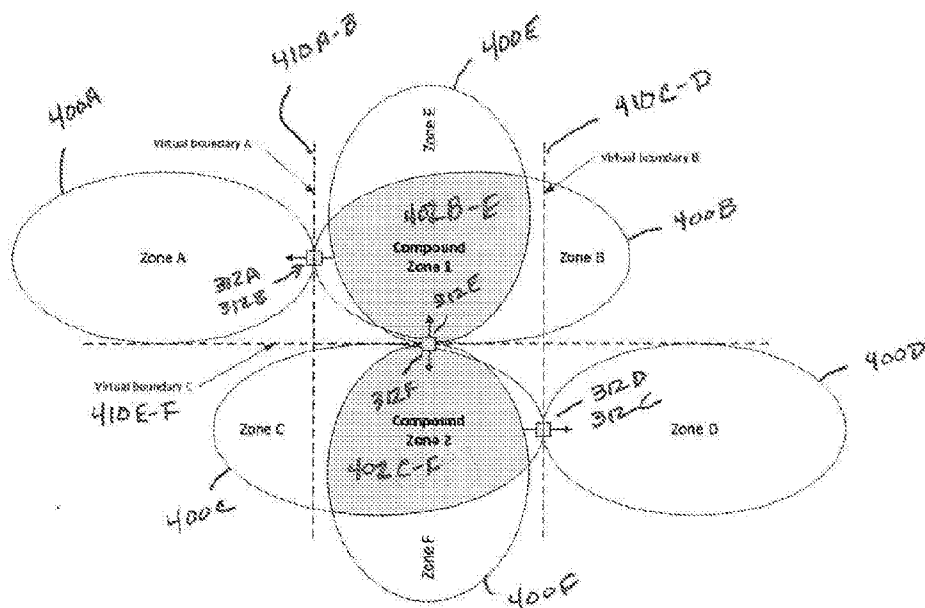 400E
410A-B
400A
410C-D
Virtual boundary A
Zone E
Virtual boundary B
402B-E
400B
Zone A
Compound
Zone 1
Zone B
312A
312B
312E
Virtual boundary C
410E-F
312F
312D
312C
400D
Zone C
Compound
Zone 2
Zone D
402C-F
400C
Zone F
400F